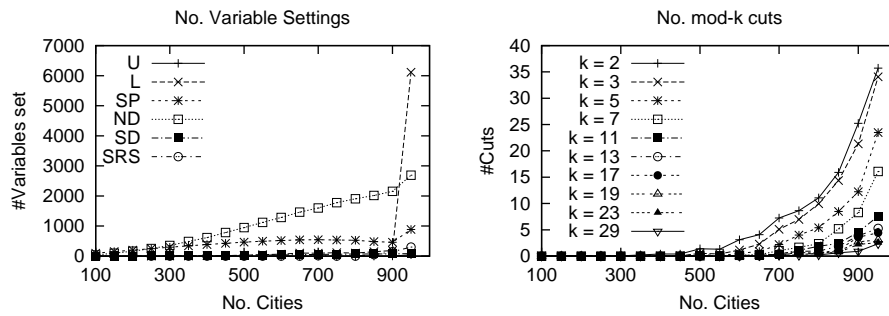 No. Variable Settings
7000
6000
5000
4000
3000
2000
1000
0
#Variables set
U
L
SP
ND
SD
SRS
100 300 500 700 900
No. Cities
No. mod-k cuts
40
35
30
25
20
15
10
5
0
#Cuts
k = 2
k = 3
k = 5
k = 7
k = 11
k = 13
k = 17
k = 19
k = 23
k = 29
100 300 500 700 900
No. Cities